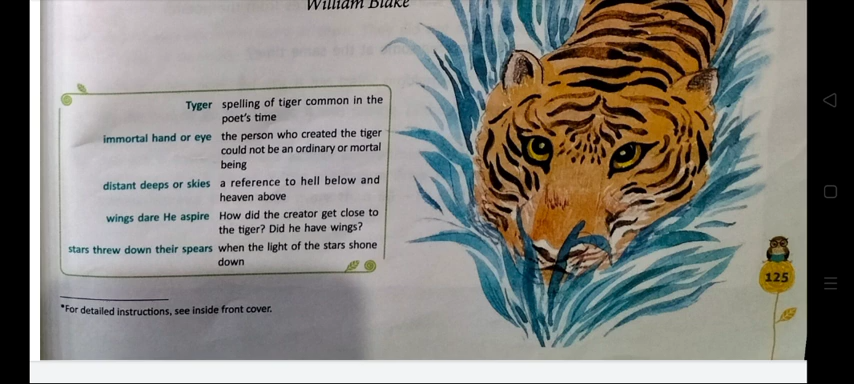 William Blake
Tyger spelling of tiger common in the
poet's time
immortal hand or eye the person who created the tiger
could not be an ordinary or mortal
being
distant deeps or skies a reference to hell below and
heaven above
wings dare He aspire How did the creator get close to
the tiger? Did he have wings?
stars threw down their spears when the light of the stars shone
down
*For detailed instructions, see inside front cover.
125